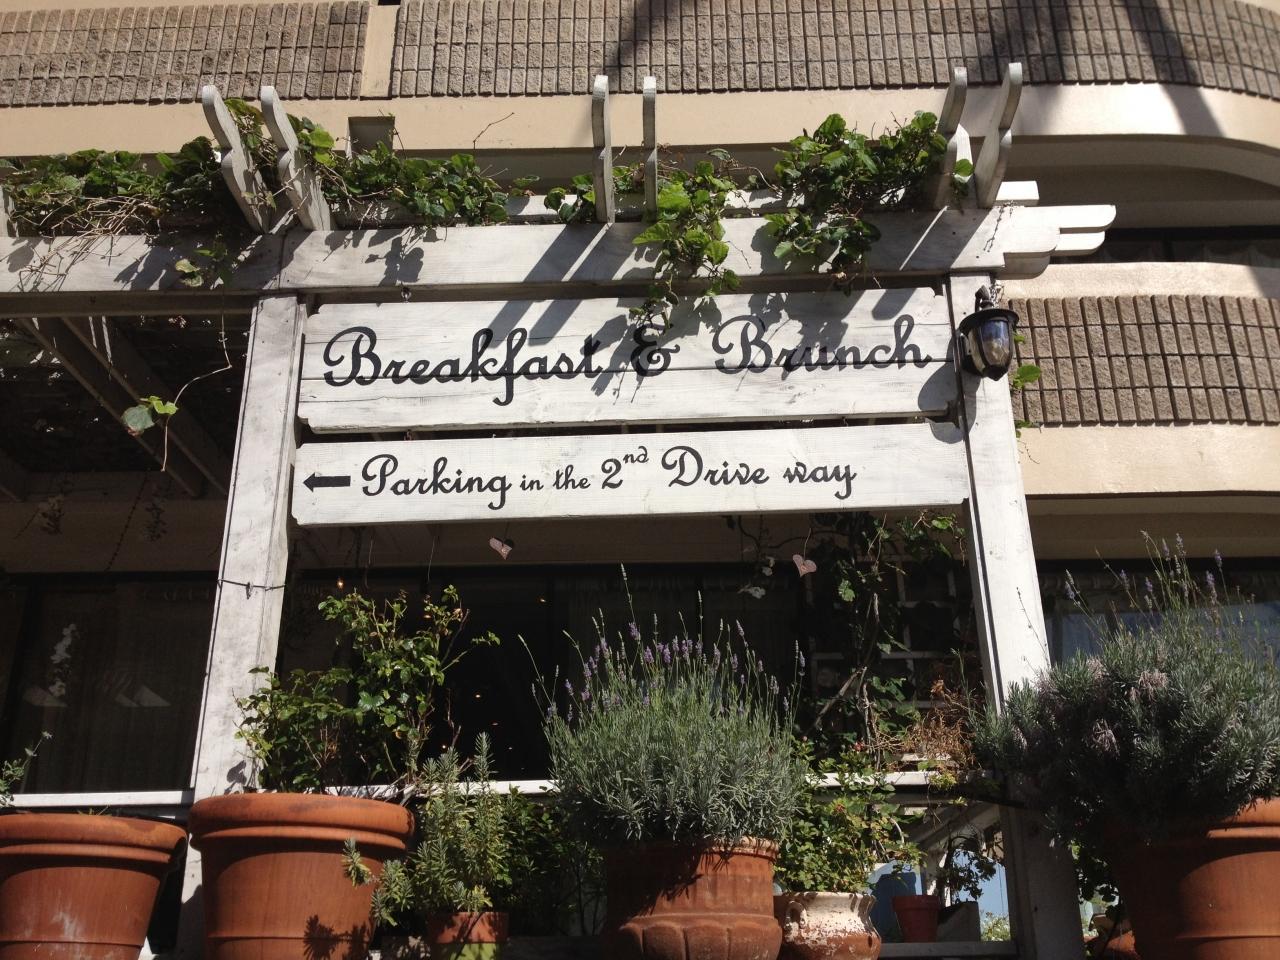 Breakfast & Brunch
Parking in the 2nd Drive way